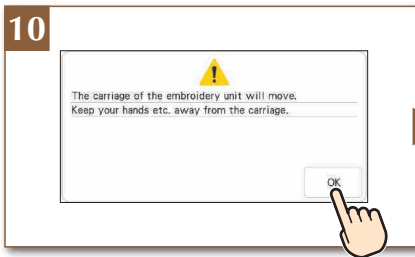 10
The carriage of the embroidery unit will move.
Keep your hands etc. away from the carriage.
OK